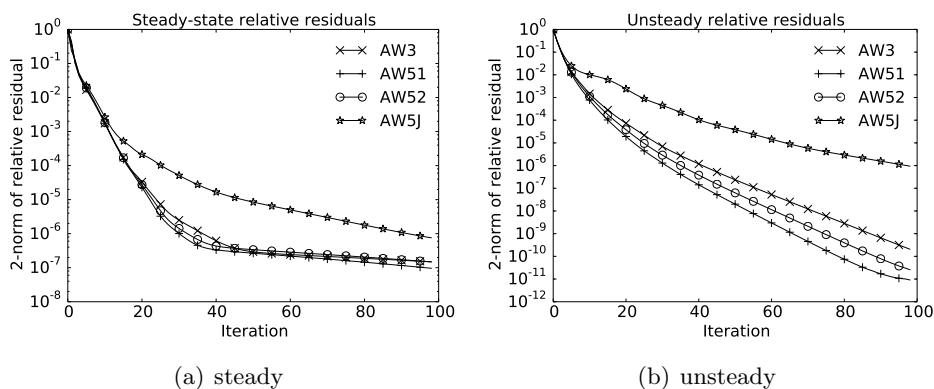 Steady-state relative residuals
10^0
10^-1
10^-2
10^-3
10^-4
10^-5
10^-6
10^-7
10^-8
2-norm of relative residual
AW3
AW51
AW52
AW5J
0 20 40 60 80 100
Iteration
(a) steady
Unsteady relative residuals
10^0
10^-1
10^-2
10^-3
10^-4
10^-5
10^-6
10^-7
10^-8
10^-9
10^-10
10^-11
10^-12
2-norm of relative residual
AW3
AW51
AW52
AW5J
0 20 40 60 80 100
Iteration
(b) unsteady